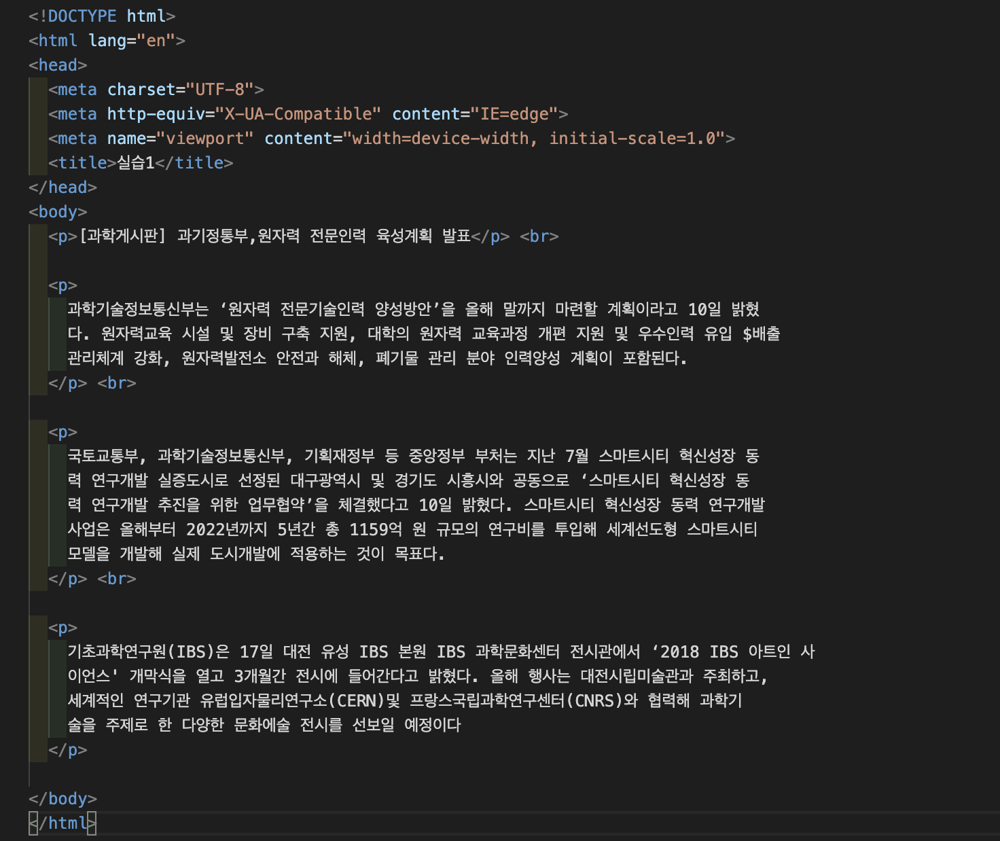 <!DOCTYPE html>
<html lang="en">
<head>
<meta charset="UTF-8">
<meta http-equiv="X-UA-Compatible" content="IE=edge">
<meta name="viewport" content="width=device-width, initial-scale=1.0">
<title>실습1</title>
</head>
<body>
<p>[과학게시판] 과기정통부,원자력 전문인력 육성계획 발표</p> <br>
<p>
과학기술정보통신부는 ‘원자력 전문기술인력 양성방안’을 올해 말까지 마련할 계획이라고 10일 밝혔
다. 원자력교육 시설 및 장비 구축 지원, 대학의 원자력 교육과정 개편 지원 및 우수인력 유입 $배출
관리체계 강화, 원자력발전소 안전과 해체, 폐기물 관리 분야 인력양성 계획이 포함된다.
</p> <br>
<p>
국토교통부, 과학기술정보통신부, 기획재정부 등 중앙정부 부처는 지난 7월 스마트시티 혁신성장 동
력 연구개발 실증도시로 선정된 대구광역시 및 경기도 시흥시와 공동으로 ‘스마트시티 혁신성장 동
력 연구개발 추진을 위한 업무협약’을 체결했다고 10일 밝혔다. 스마트시티 혁신성장 동력 연구개발
사업은 올해부터 2022년까지 5년간 총 1159억 원 규모의 연구비를 투입해 세계선도형 스마트시티
모델을 개발해 실제 도시개발에 적용하는 것이 목표다.
</p> <br>
<p>
기초과학연구원(IBS)은 17일 대전 유성 IBS 본원 IBS 과학문화센터 전시관에서 ‘2018 IBS 아트인 사
이언스' 개막식을 열고 3개월간 전시에 들어간다고 밝혔다. 올해 행사는 대전시립미술관과 주최하고,
세계적인 연구기관 유럽입자물리연구소(CERN)및 프랑스국립과학연구센터(CNRS)와 협력해 과학기
술을 주제로 한 다양한 문화에술 전시를 선보일 예정이다
</p>
</body>
</html>